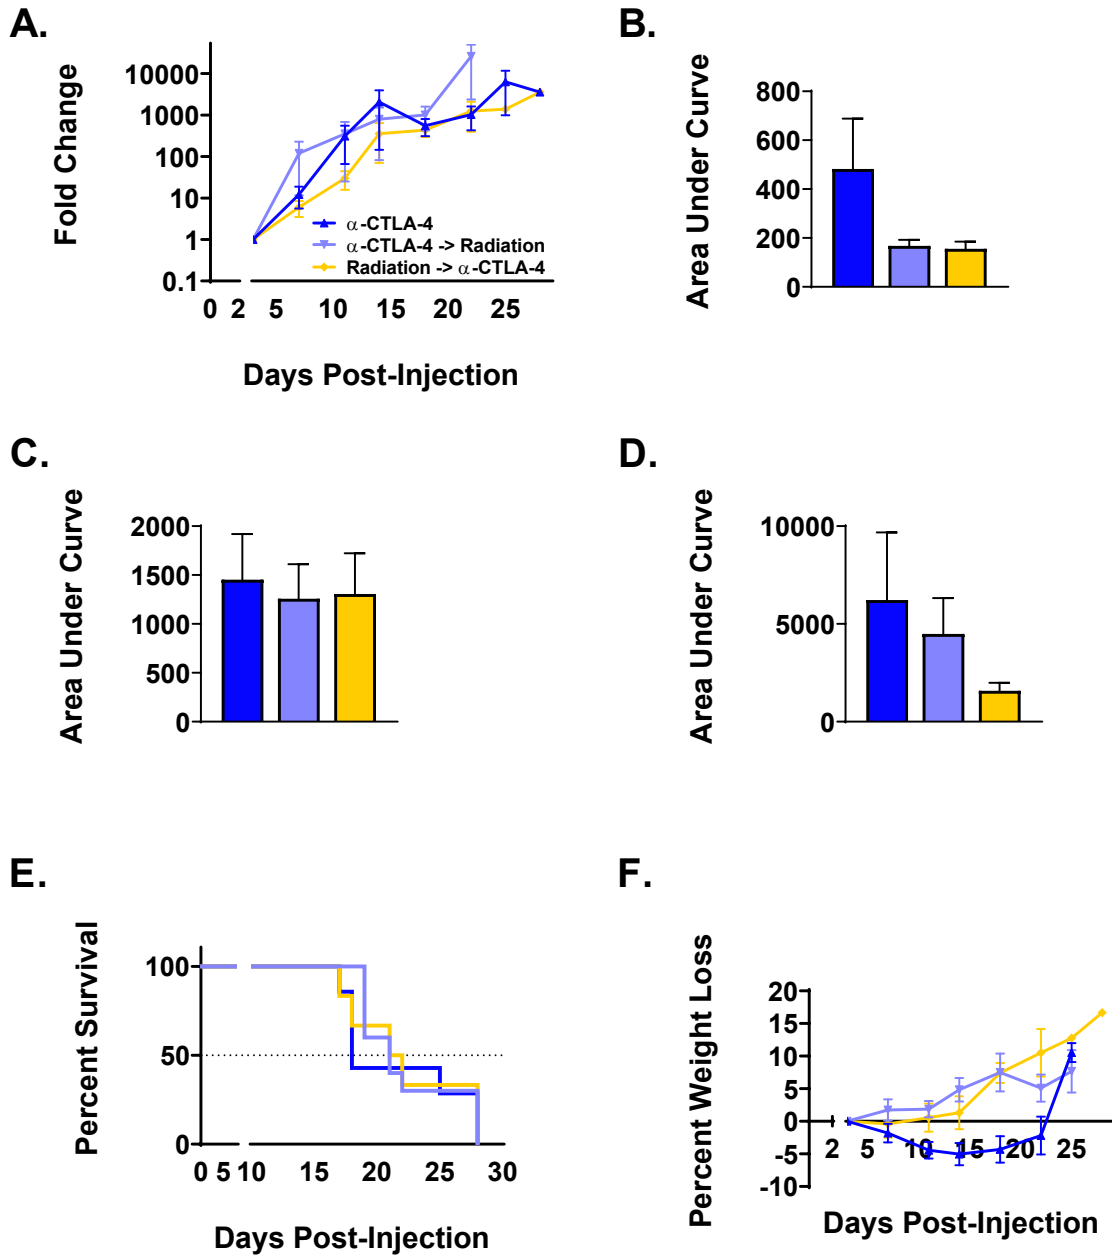 A.
Fold Change
10000
1000
100
10
1
0.1
α-CTLA-4
α-CTLA-4 -> Radiation
Radiation -> α-CTLA-4
0 2 5 10 15 20 25
Days Post-Injection
B.
Area Under Curve
800
600
400
200
0
C.
Area Under Curve
2000
1500
1000
500
0
D.
Area Under Curve
10000
5000
0
E.
Percent Survival
100
50
0
0 5 10 15 20 25 30
Days Post-Injection
F.
Percent Weight Loss
20
15
10
5
0
-5
-10
2 5 10 15 20 25
Days Post-Injection